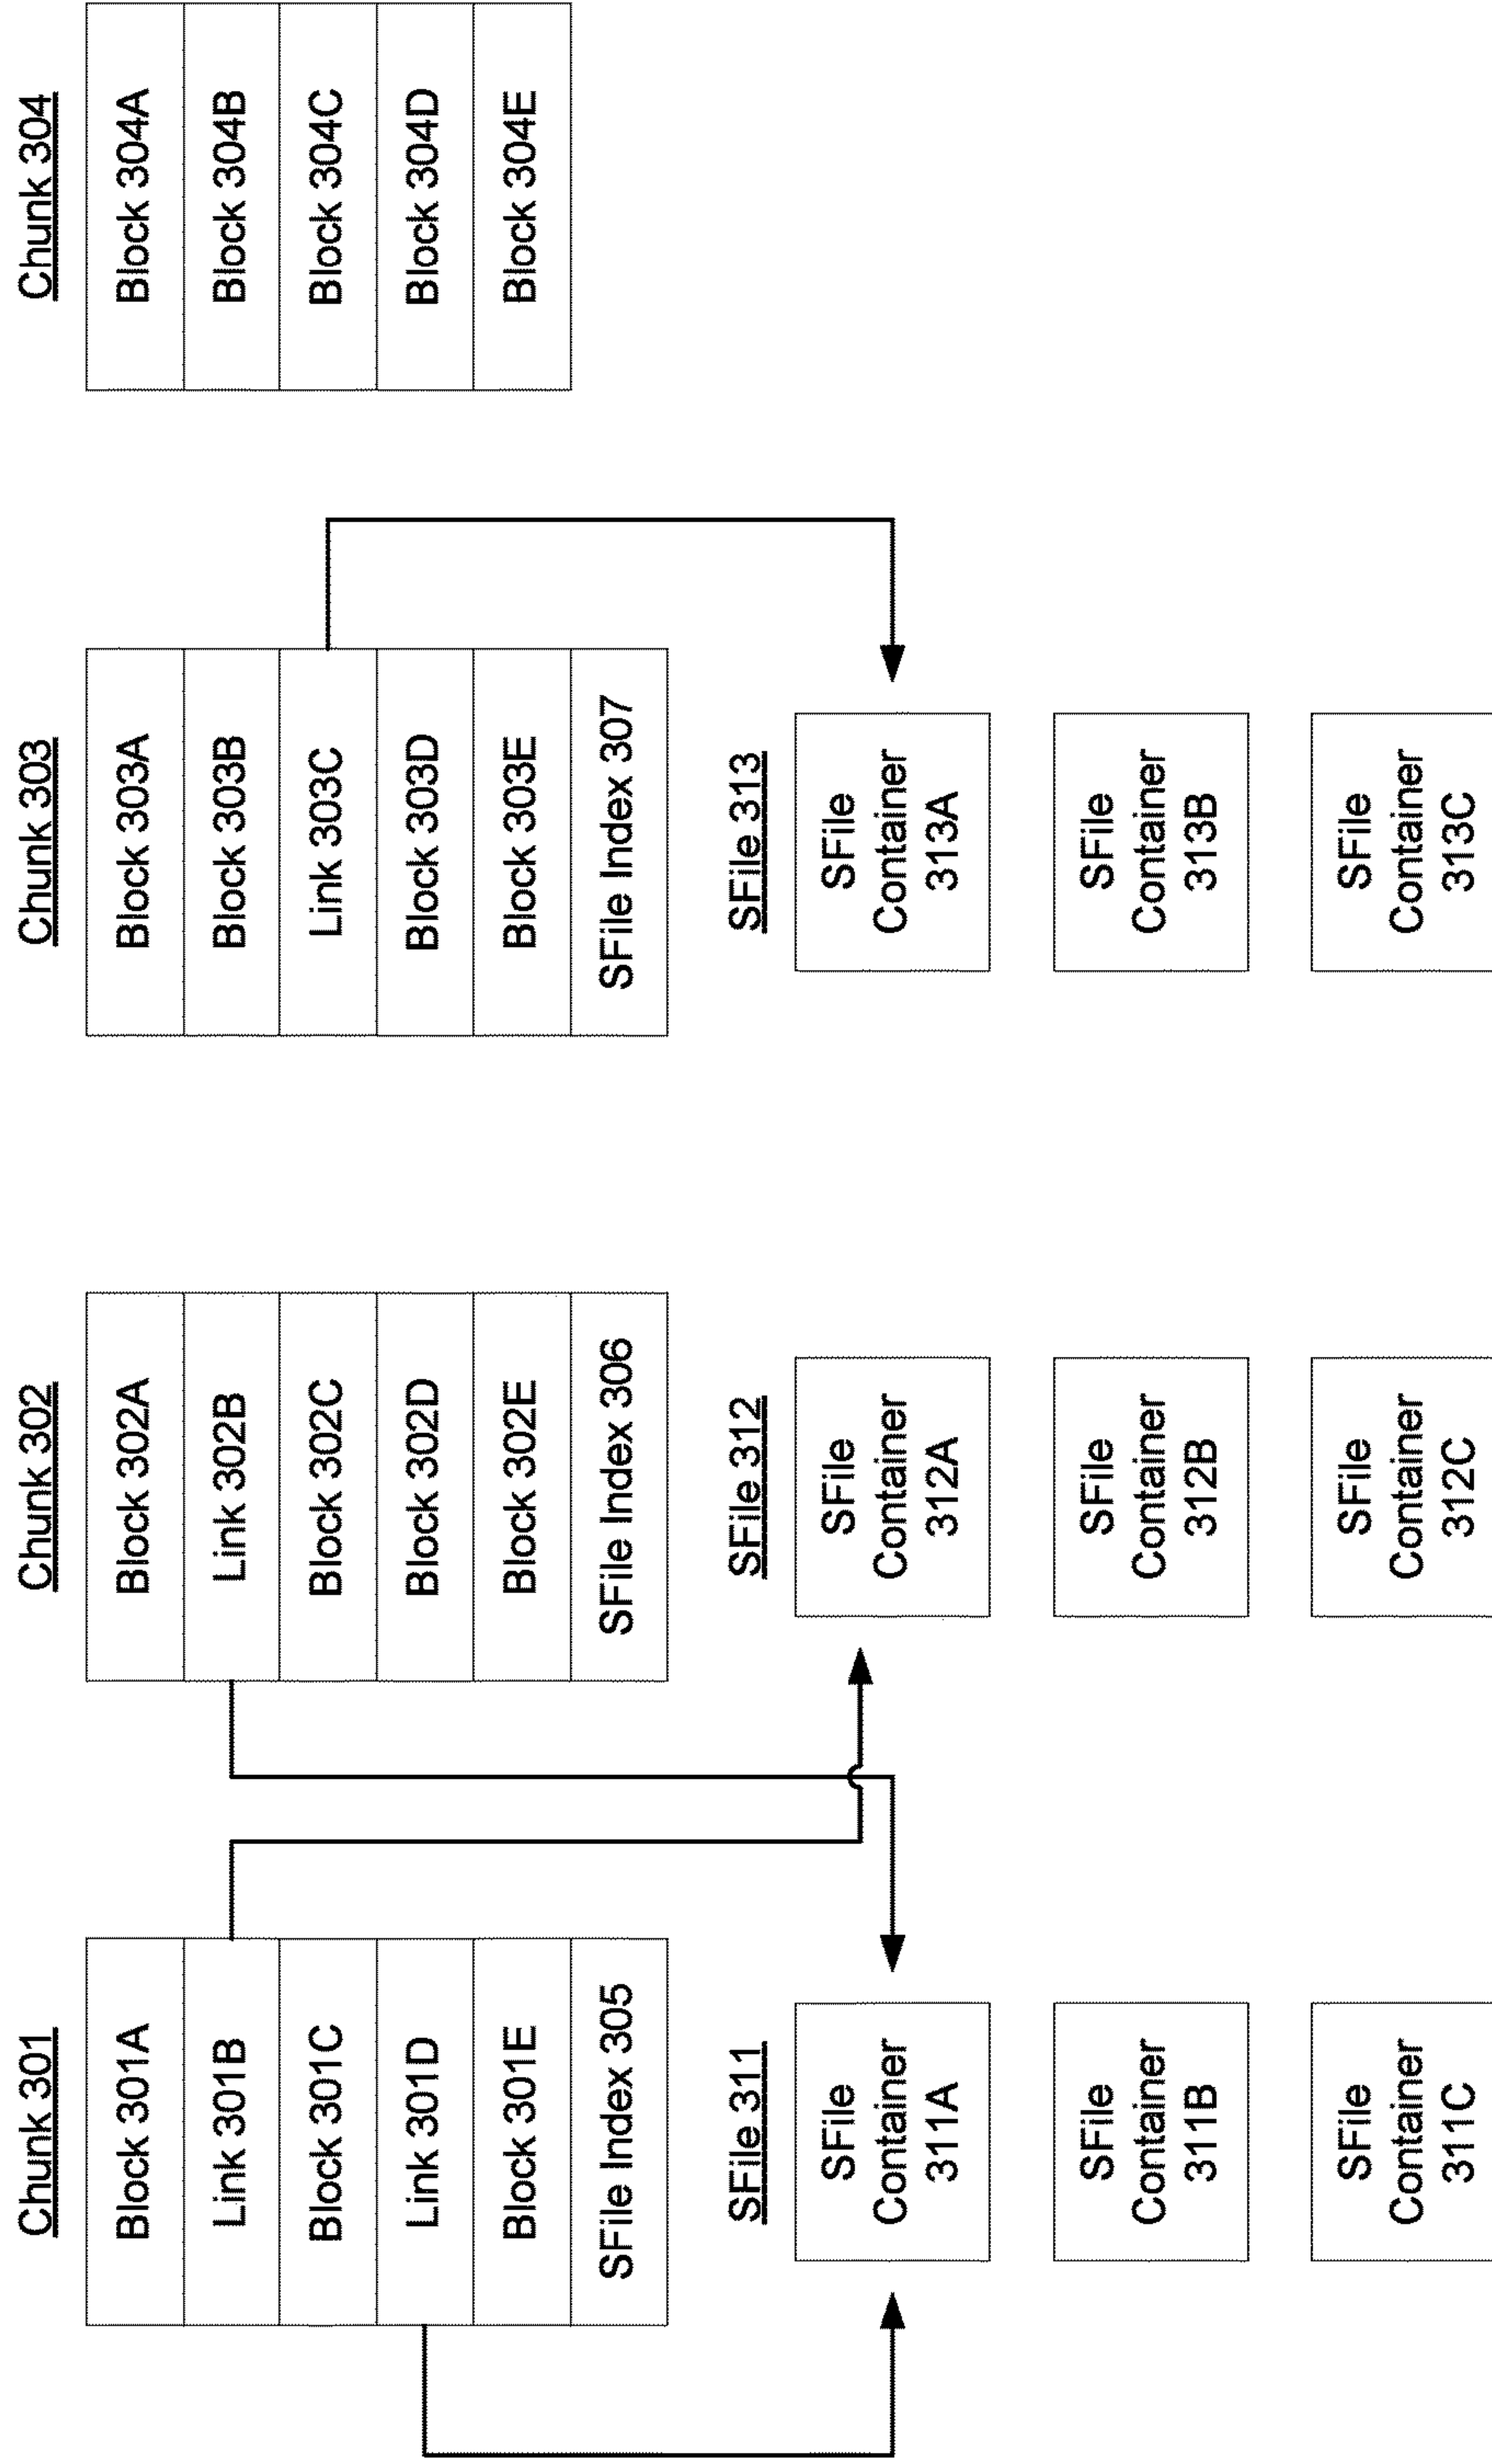 Chunk 301
Block 301A
Link 301B
Block 301C
Link 301D
Block 301E
SFile Index 305
Chunk 302
Block 302A
Link 302B
Block 302C
Block 302D
Block 302E
SFile Index 306
Chunk 303
Block 303A
Block 303B
Link 303C
Block 303D
Block 303E
SFile Index 307
Chunk 304
Block 304A
Block 304B
Block 304C
Block 304D
Block 304E
SFile 311
SFile
Container
311A
SFile
Container
311B
SFile
Container
311C
SFile 312
SFile
Container
312A
SFile
Container
312B
SFile
Container
312C
SFile 313
SFile
Container
313A
SFile
Container
313B
SFile
Container
313C